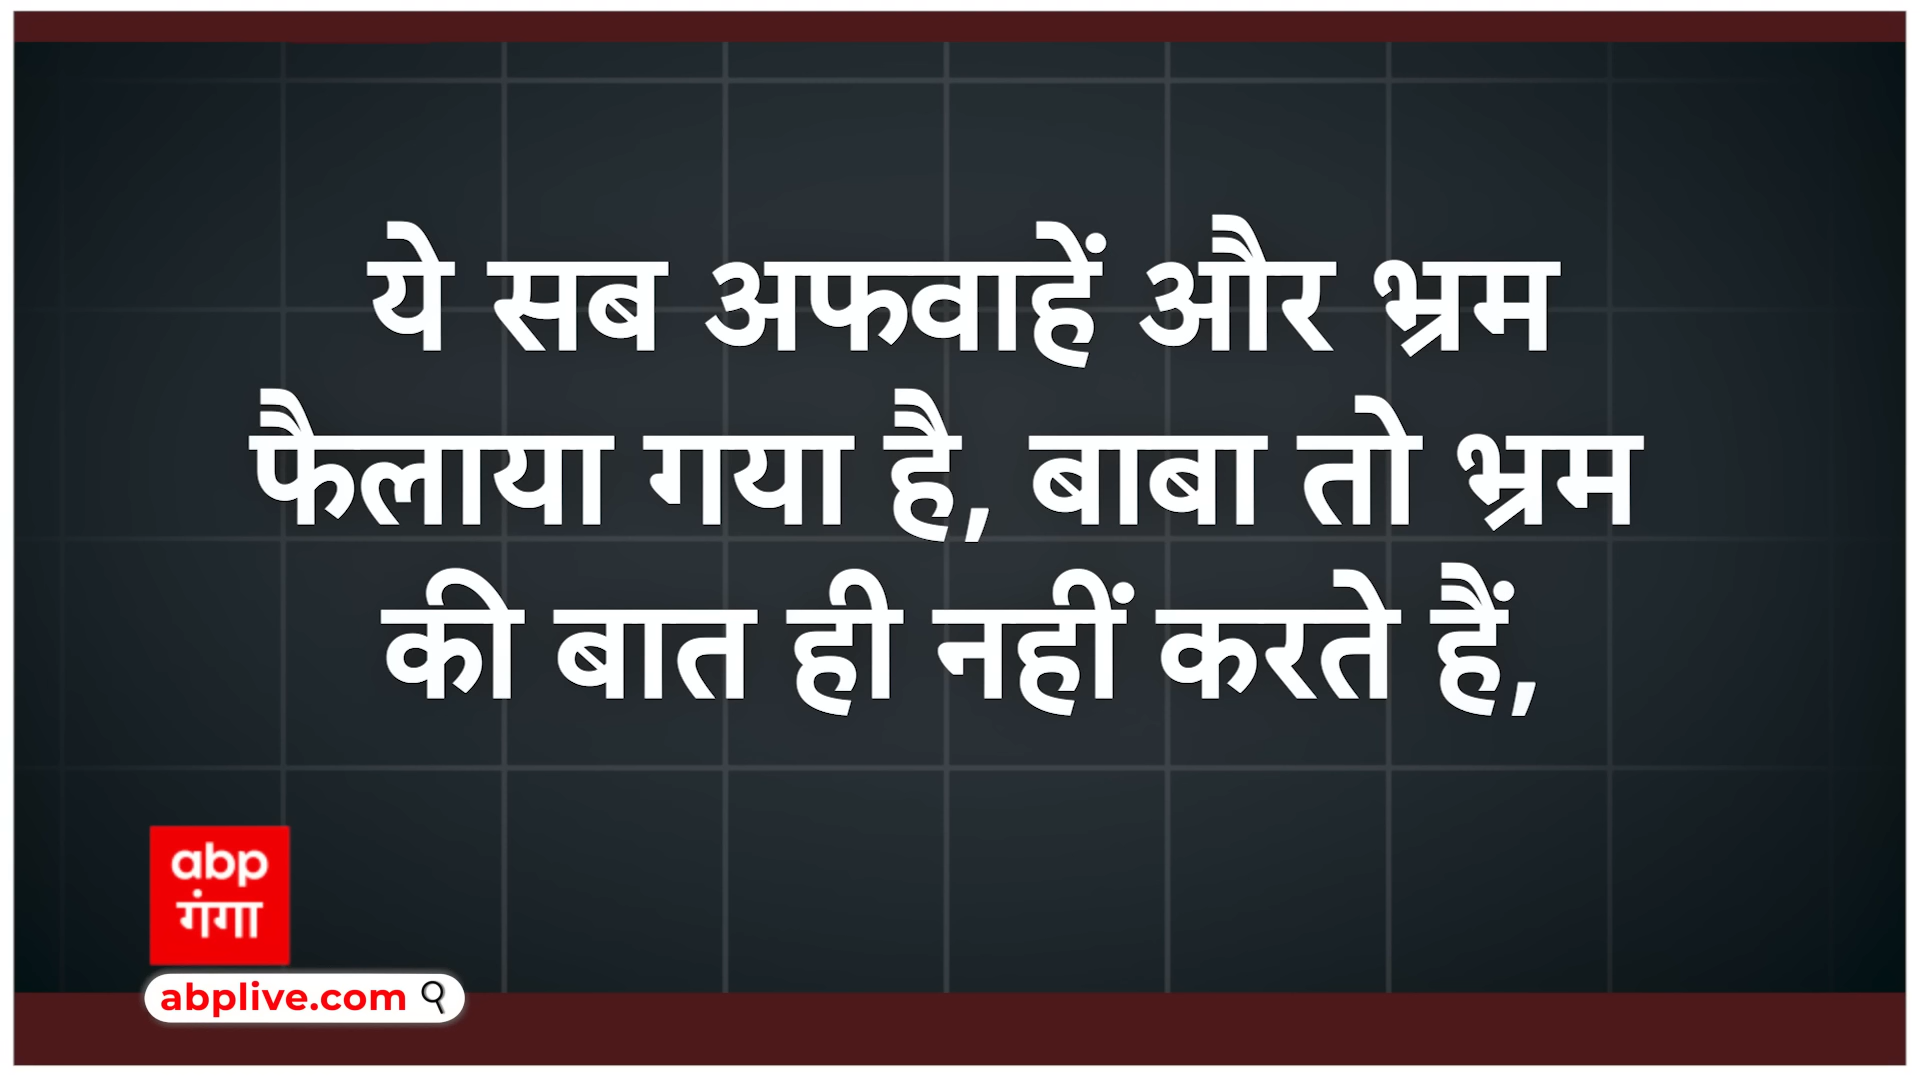 ये सब अफवाहें और भ्रम
फैलाया गया है, बाबा तो भ्रम
की बात ही नहीं करते हैं,
abp
गंगा
abplive.com